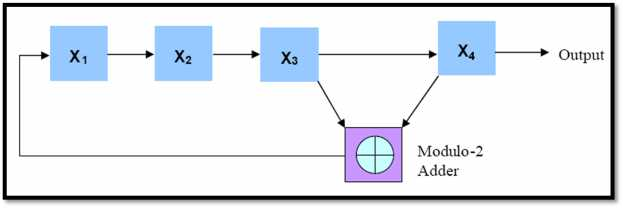 X1
X2
X3
X4
Output
Modulo-2
Adder